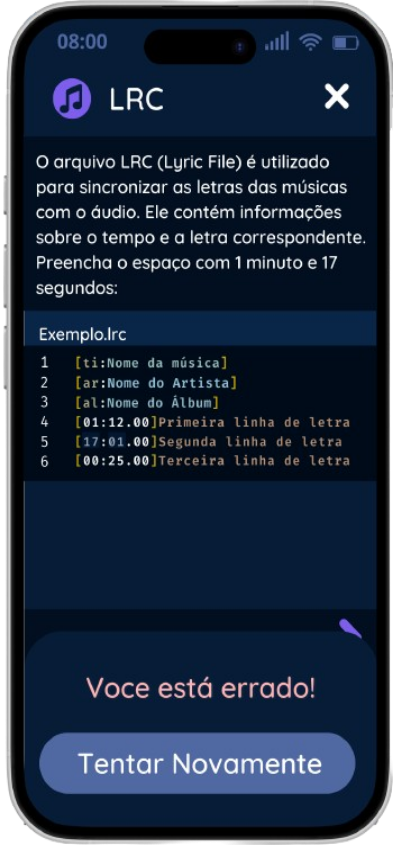 08:00
LRC
O arquivo LRC (Lyric File) é utilizado
para sincronizar as letras das músicas
com o áudio. Ele contém informações
sobre o tempo e a letra correspondente.
Preencha o espaço com 1 minuto e 17
segundos:
Exemplo.lrc
1 [ti:Nome da música]
2 [ar:Nome do Artista]
3 [al:Nome do Álbum]
4 [01:12.00]Primeira linha de letra
5 [17:01.00]Segunda linha de letra
6 [00:25.00]Terceira linha de letra
Voce está errado!
Tentar Novamente